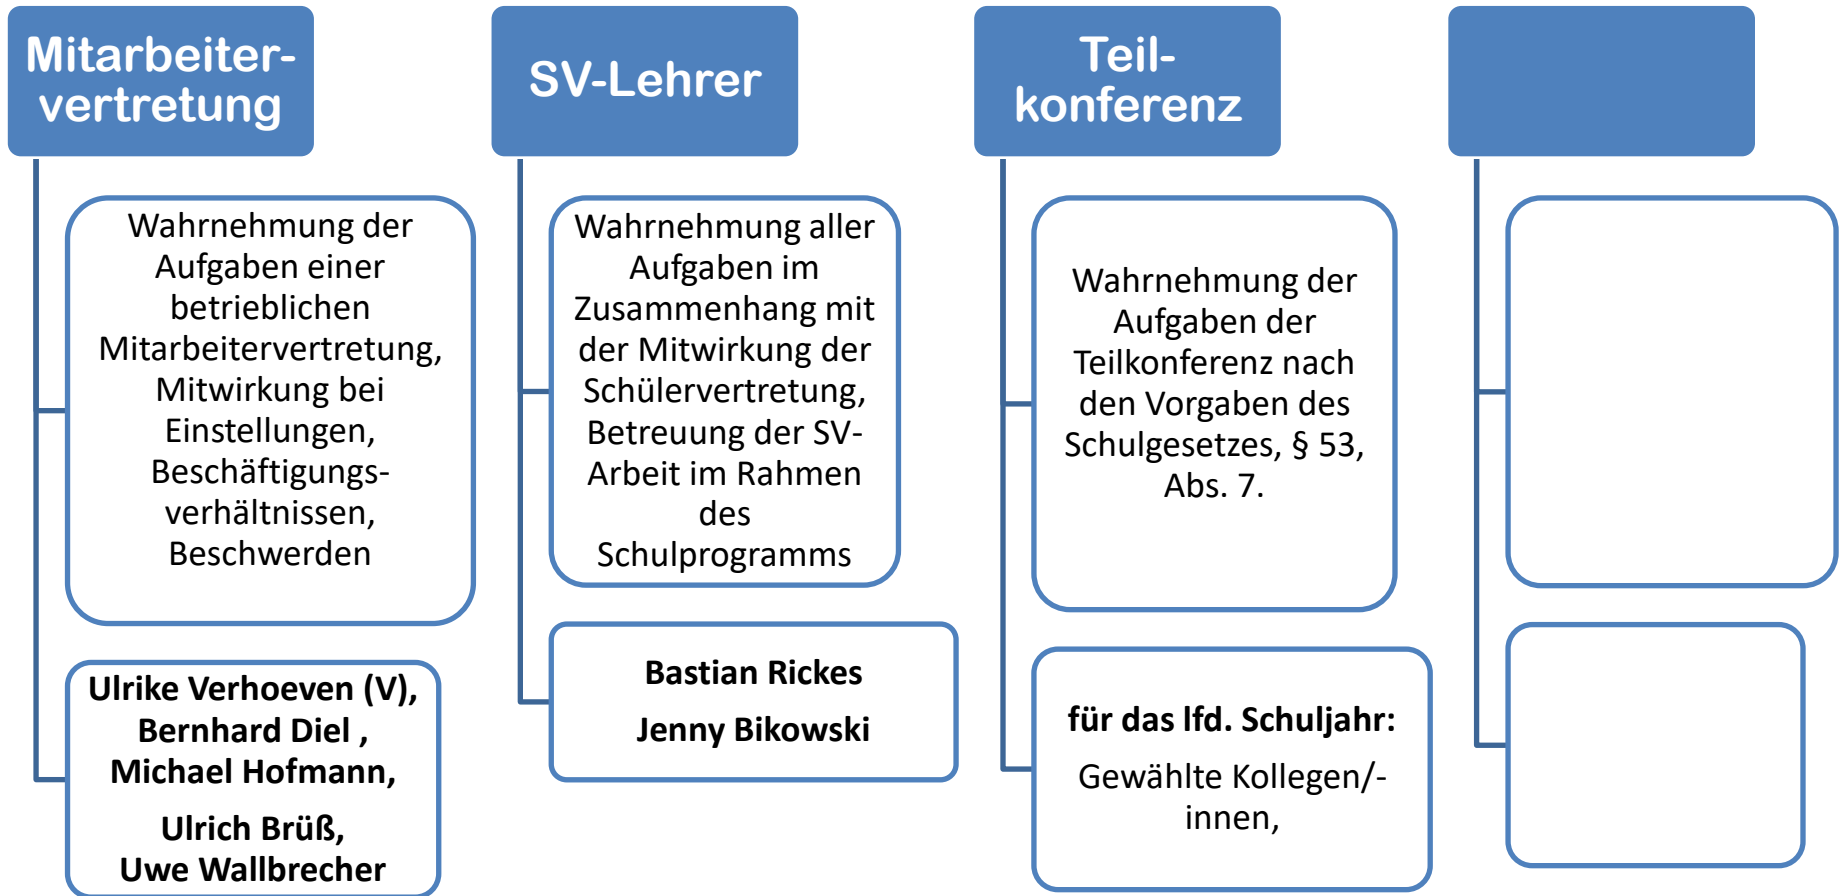 Mitarbeiter-
vertretung
Wahrnehmung der
Aufgaben einer
betrieblichen
Mitarbeitervertretung,
Mitwirkung bei
Einstellungen,
Beschäftigungs-
verhältnissen,
Beschwerden
Ulrike Verhoeven (V),
Bernhard Diel ,
Michael Hofmann,
Ulrich Brüß,
Uwe Wallbrecher
SV-Lehrer
Wahrnehmung aller
Aufgaben im
Zusammenhang mit
der Mitwirkung der
Schülervertretung,
Betreuung der SV-
Arbeit im Rahmen
des
Schulprogramms
Bastian Rickes
Jenny Bikowski
Teil-
konferenz
Wahrnehmung der
Aufgaben der
Teilkonferenz nach
den Vorgaben des
Schulgesetzes, § 53,
Abs. 7.
für das lfd. Schuljahr:
Gewählte Kollegen/-
innen,